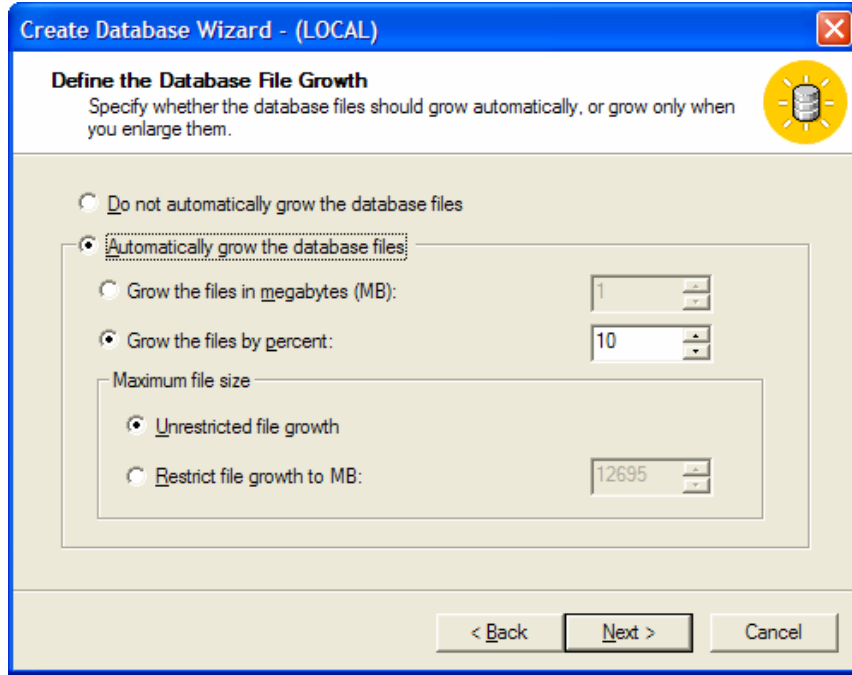 Create Database Wizard - (LOCAL)
Define the Database File Growth
Specify whether the database files should grow automatically, or grow only when
you enlarge them.
Do not automatically grow the database files
Automatically grow the database files
Grow the files in megabytes (MB): 1
Grow the files by percent: 10
Maximum file size
Unrestricted file growth
Restrict file growth to MB: 12695
< Back Next > Cancel